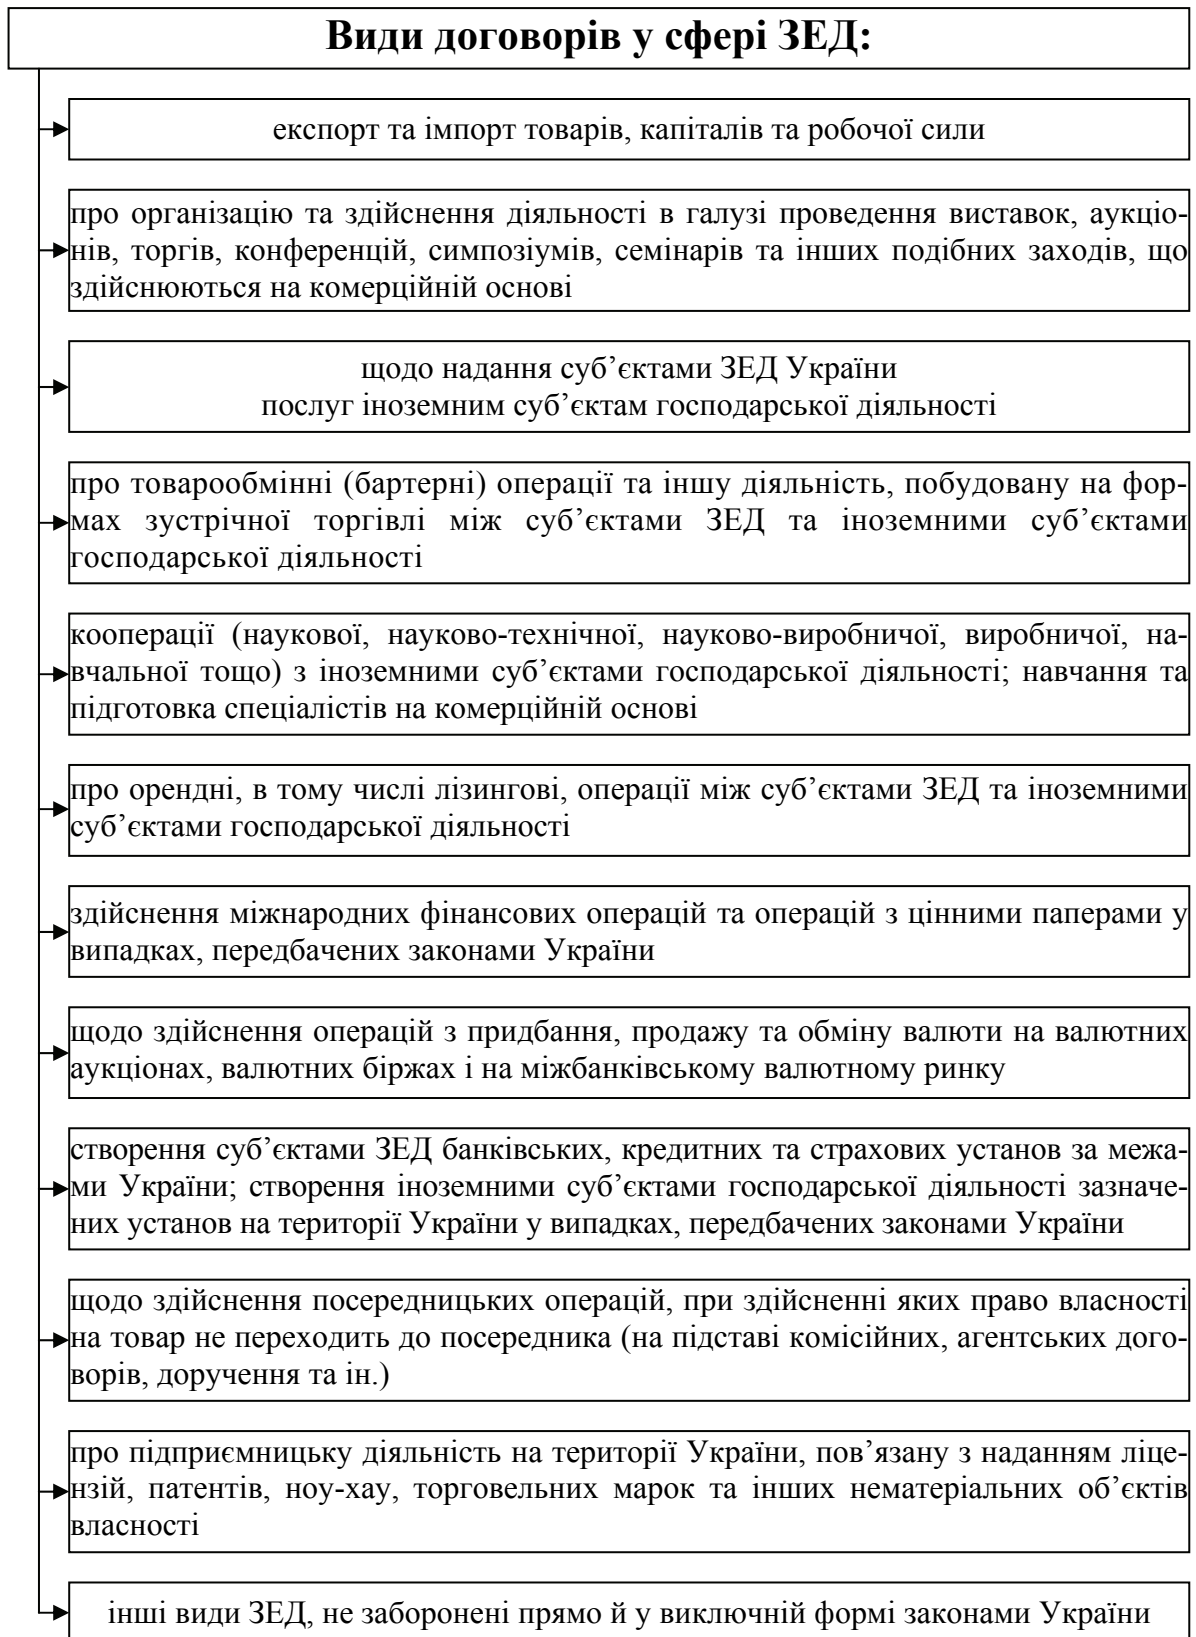 Види договорів у сфері ЗЕД:
експорт та імпорт товарів, капіталів та робочої сили
про організацію та здійснення діяльності в галузі проведення виставок, аукціо-
нів, торгів, конференцій, симпозіумів, семінарів та інших подібних заходів, що
здійснюються на комерційній основі
щодо надання суб’єктами ЗЕД України
послуг іноземним суб’єктам господарської діяльності
про товарообмінні (бартерні) операції та іншу діяльність, побудовану на фор-
мах зустрічної торгівлі між суб’єктами ЗЕД та іноземними суб’єктами
господарської діяльності
кооперації (наукової, науково-технічної, науково-виробничої, виробничої, на-
вчальної тощо) з іноземними суб’єктами господарської діяльності; навчання та
підготовка спеціалістів на комерційній основі
про орендні, в тому числі лізингові, операції між суб’єктами ЗЕД та іноземними
суб’єктами господарської діяльності
здійснення міжнародних фінансових операцій та операцій з цінними паперами у
випадках, передбачених законами України
щодо здійснення операцій з придбання, продажу та обміну валюти на валютних
аукціонах, валютних біржах і на міжбанківському валютному ринку
створення суб’єктами ЗЕД банківських, кредитних та страхових установ за межа-
ми України; створення іноземними суб’єктами господарської діяльності зазначе-
них установ на території України у випадках, передбачених законами України
щодо здійснення посередницьких операцій, при здійсненні яких право власності
на товар не переходить до посередника (на підставі комісійних, агентських дого-
ворів, доручення та ін.)
про підприємницьку діяльність на території України, пов’язану з наданням ліце-
нзій, патентів, ноу-хау, торговельних марок та інших нематеріальних об’єктів
власності
інші види ЗЕД, не заборонені прямо й у виключній формі законами України